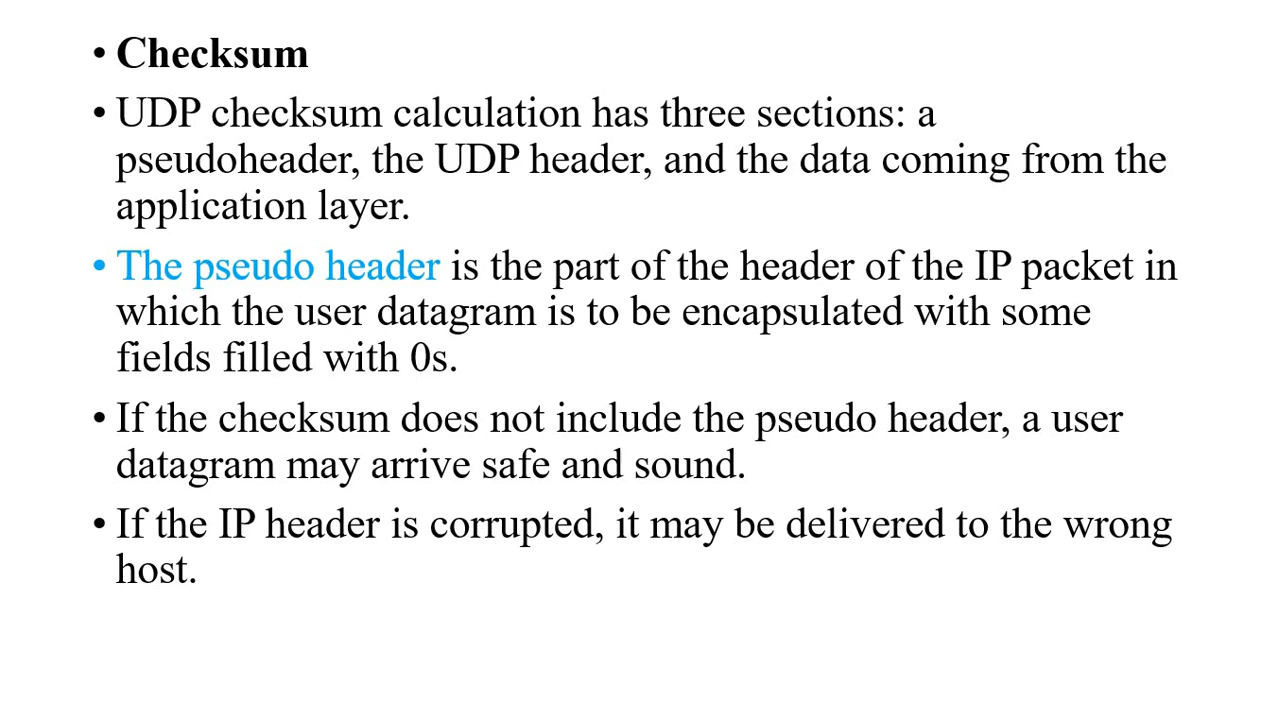 • Checksum
• UDP checksum calculation has three sections: a
pseudoheader, the UDP header, and the data coming from the
application layer.
• The pseudo header is the part of the header of the IP packet in
which the user datagram is to be encapsulated with some
fields filled with 0s.
• If the checksum does not include the pseudo header, a user
datagram may arrive safe and sound.
• If the IP header is corrupted, it may be delivered to the wrong
host.